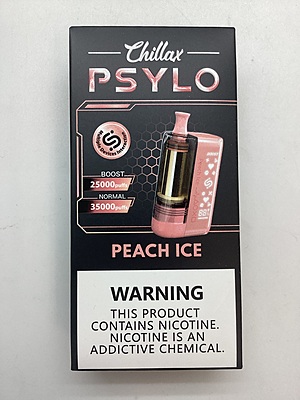 Chillax
PSYLO
BOOST
25000puffs
NORMAL
35000puffs
PEACH ICE
WARNING
THIS PRODUCT
CONTAINS NICOTINE.
NICOTINE IS AN
ADDICTIVE CHEMICAL.